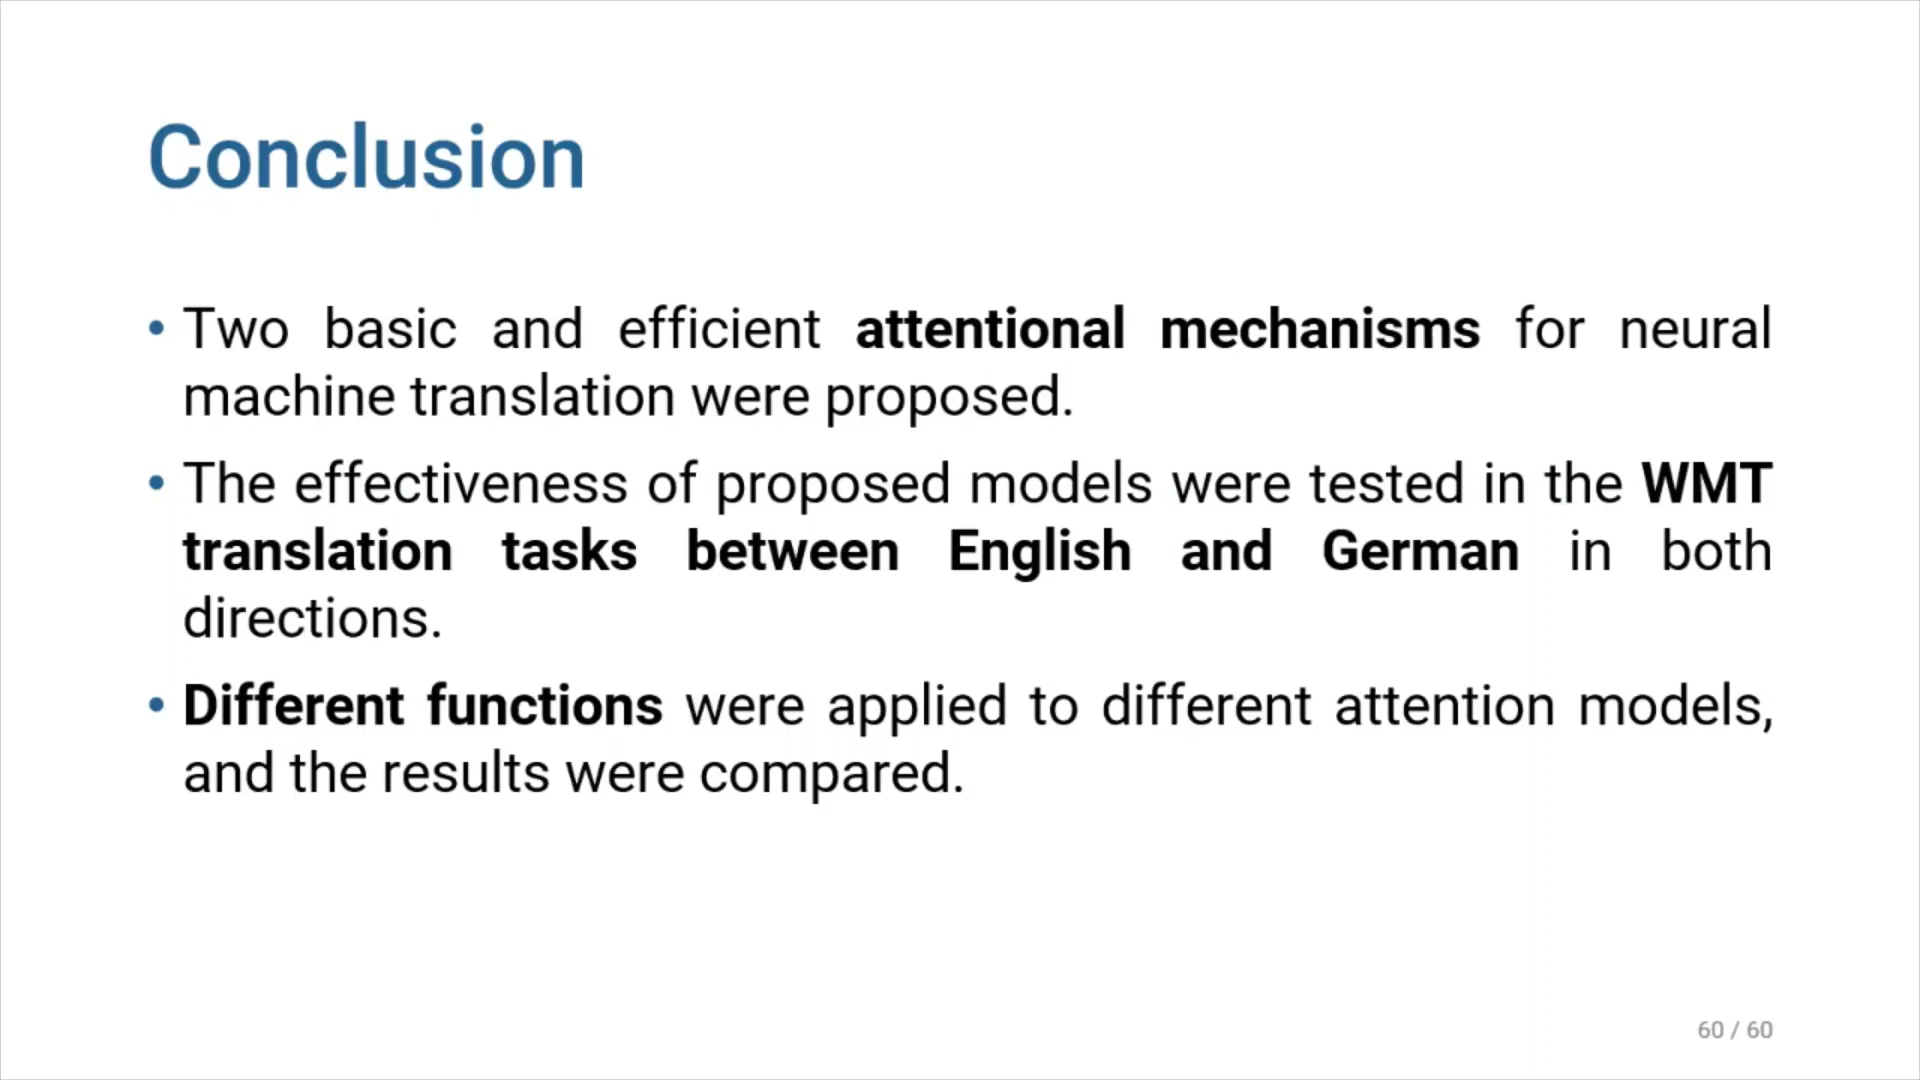 Conclusion
• Two basic and efficient attentional mechanisms for neural
machine translation were proposed.
• The effectiveness of proposed models were tested in the WMT
translation tasks between English and German in both
directions.
• Different functions were applied to different attention models,
and the results were compared.
60 / 60